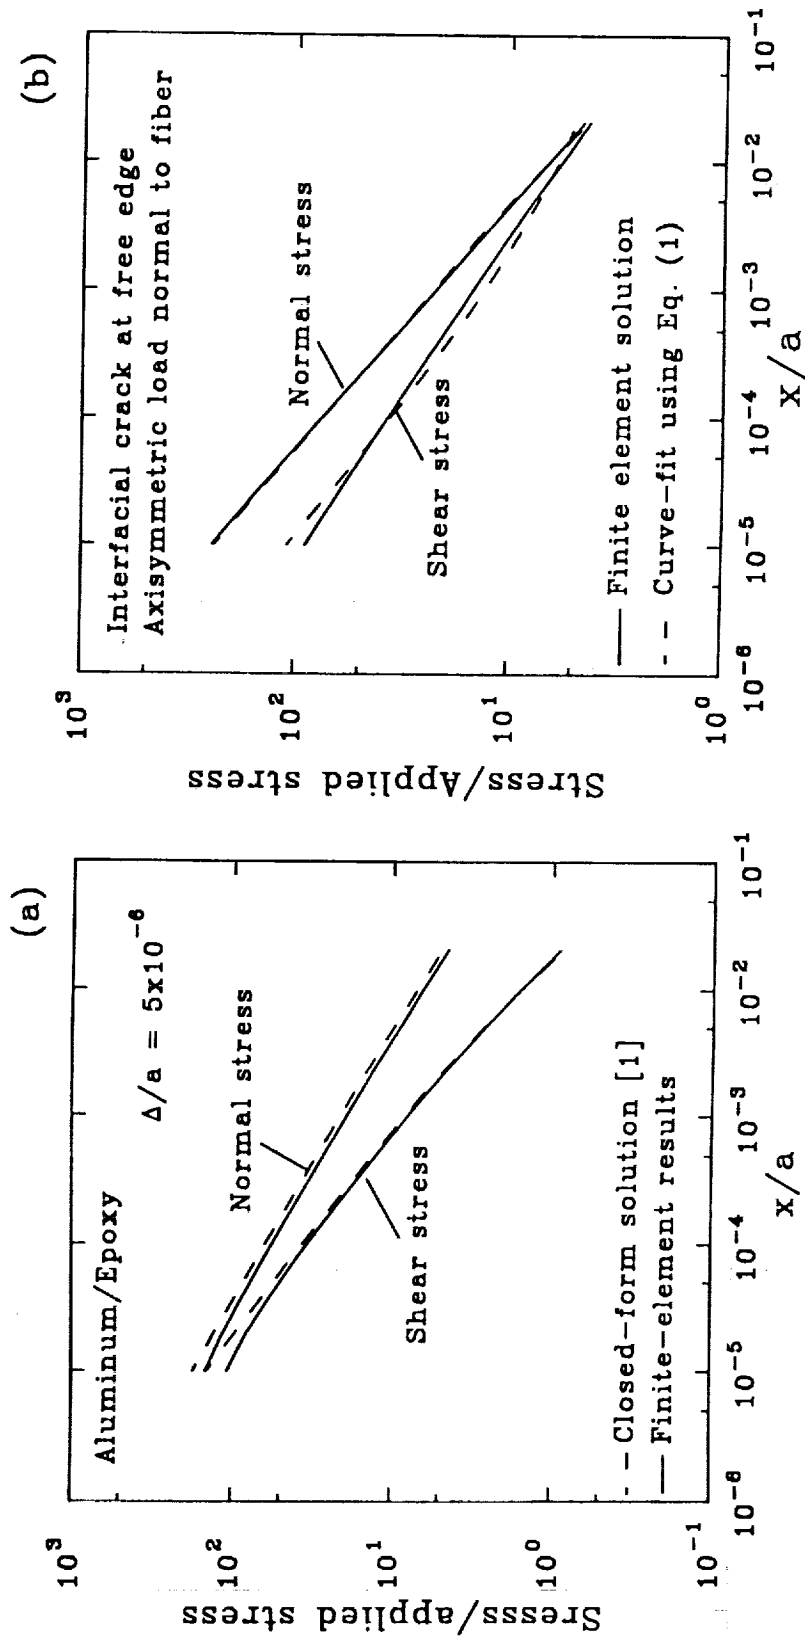 (a)
Aluminum/Epoxy
Δ/a = 5x10⁻⁶
Normal stress
Shear stress
– – Closed–form solution [1]
— Finite–element results
Sresss/applied stress
10³
10²
10¹
10⁰
10⁻¹
10⁻⁶ 10⁻⁵ 10⁻⁴ 10⁻³ 10⁻² 10⁻¹
x/a
(b)
Interfacial crack at free edge
Axisymmetric load normal to fiber
Normal stress
Shear stress
— Finite element solution
- – Curve–fit using Eq. (1)
Stress/Applied stress
10³
10²
10¹
10⁰
10⁻⁶ 10⁻⁵ 10⁻⁴ 10⁻³ 10⁻² 10⁻¹
x/a